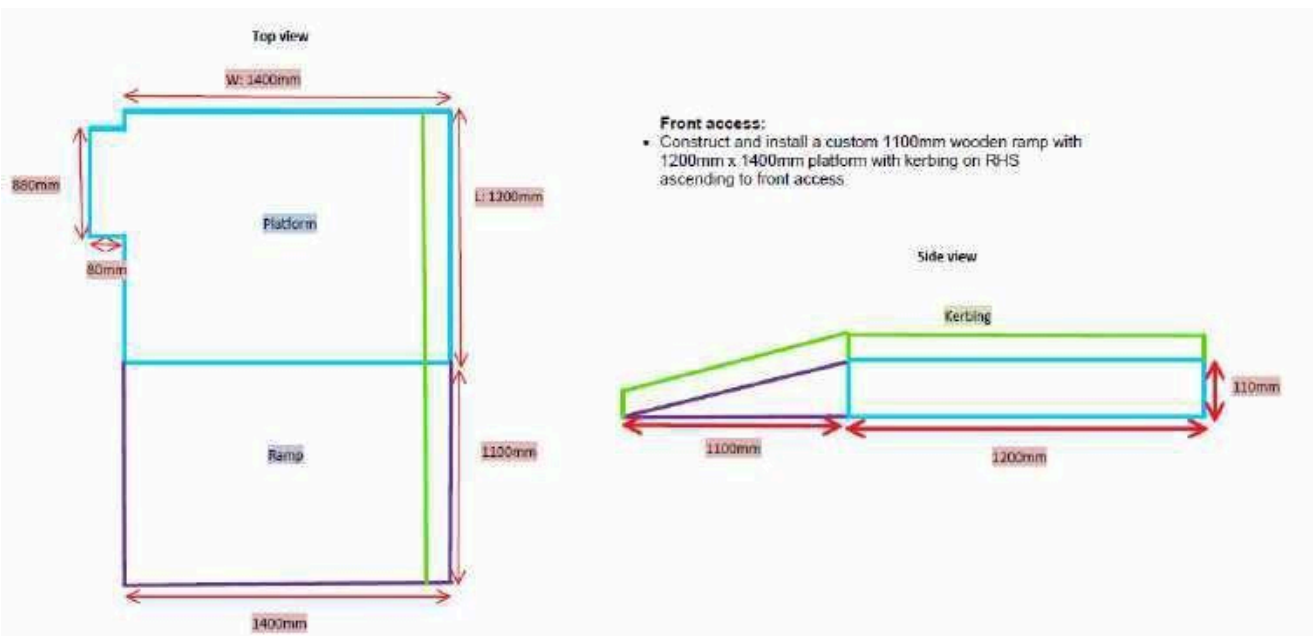 Top view
W: 1400mm
880mm
L: 1200mm
Platform
80mm
Ramp
1100mm
1400mm
Front access:
• Construct and install a custom 1100mm wooden ramp with
1200mm x 1400mm platform with kerbing on RHS
ascending to front access
Side view
Kerbing
110mm
1100mm
1200mm